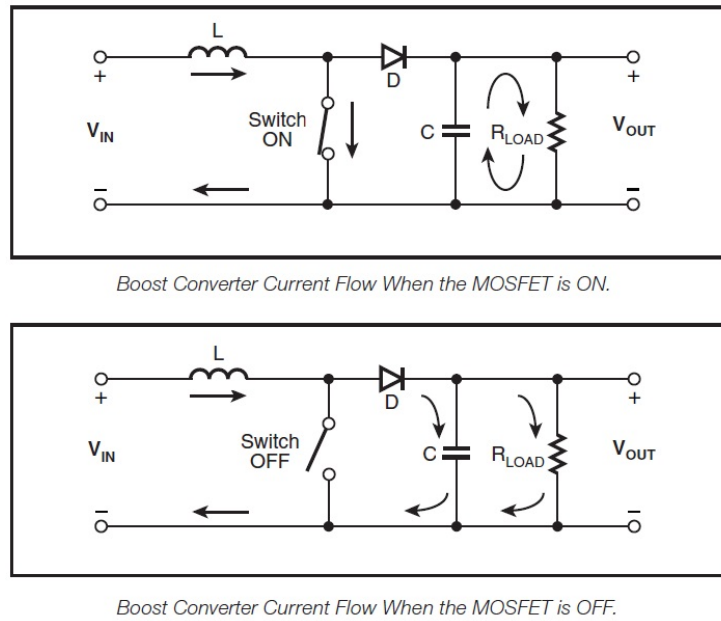 L
+
D
+
V_IN
Switch
ON
C
R_LOAD
V_OUT
−
−
Boost Converter Current Flow When the MOSFET is ON.
L
+
D
+
V_IN
Switch
OFF
C
R_LOAD
V_OUT
−
−
Boost Converter Current Flow When the MOSFET is OFF.